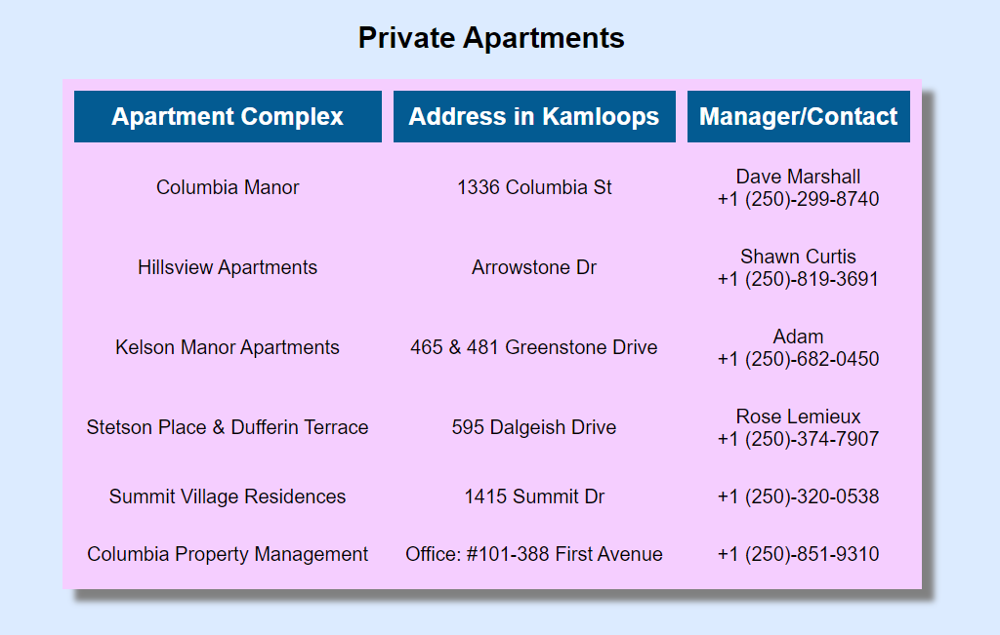 Private Apartments
Apartment Complex Address in Kamloops Manager/Contact
Columbia Manor 1336 Columbia St Dave Marshall
+1 (250)-299-8740
Hillsview Apartments Arrowstone Dr Shawn Curtis
+1 (250)-819-3691
Kelson Manor Apartments 465 & 481 Greenstone Drive Adam
+1 (250)-682-0450
Stetson Place & Dufferin Terrace 595 Dalgeish Drive Rose Lemieux
+1 (250)-374-7907
Summit Village Residences 1415 Summit Dr +1 (250)-320-0538
Columbia Property Management Office: #101-388 First Avenue +1 (250)-851-9310